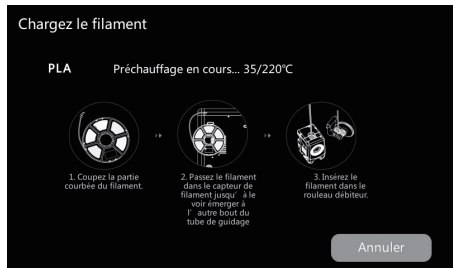 Chargez le filament
PLA Préchauffage en cours... 35/220℃
1. Coupez la partie
courbée du filament.
2. Passez le filament
dans le capteur de
filament jusqu' à le
voir émerger à
l' autre bout du
tube de guidage
3. Insérez le
filament dans le
rouleau débiteur.
Annuler